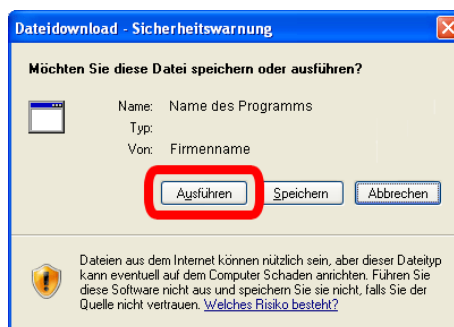 Dateidownload - Sicherheitswarnung
Möchten Sie diese Datei speichern oder ausführen?
Name: Name des Programms
Typ:
Von: Firmenname
Ausführen Speichern Abbrechen
Dateien aus dem Internet können nützlich sein, aber dieser Dateityp
kann eventuell auf dem Computer Schaden anrichten. Führen Sie
diese Software nicht aus und speichern Sie sie nicht, falls Sie der
Quelle nicht vertrauen. Welches Risiko besteht?